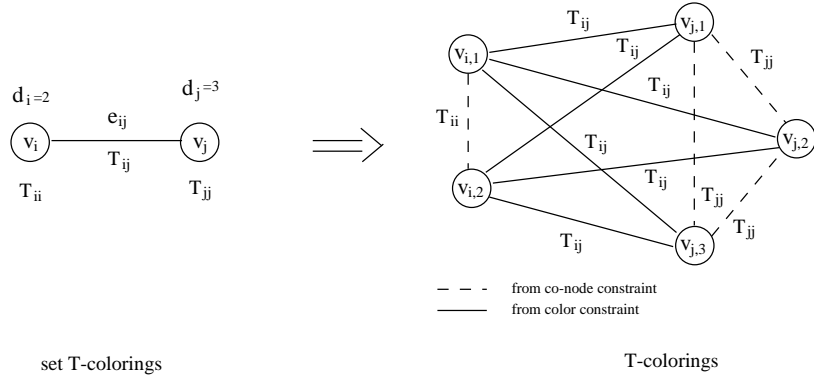 d i=2
d j=3
e ij
v i
v j
T ij
T ii
T jj
v i,1
v i,2
v j,1
v j,2
v j,3
T ij
T ij
T jj
T ij
T ii
T ij
T ij
T jj
T jj
T ij
from co-node constraint
from color constraint
set T-colorings
T-colorings